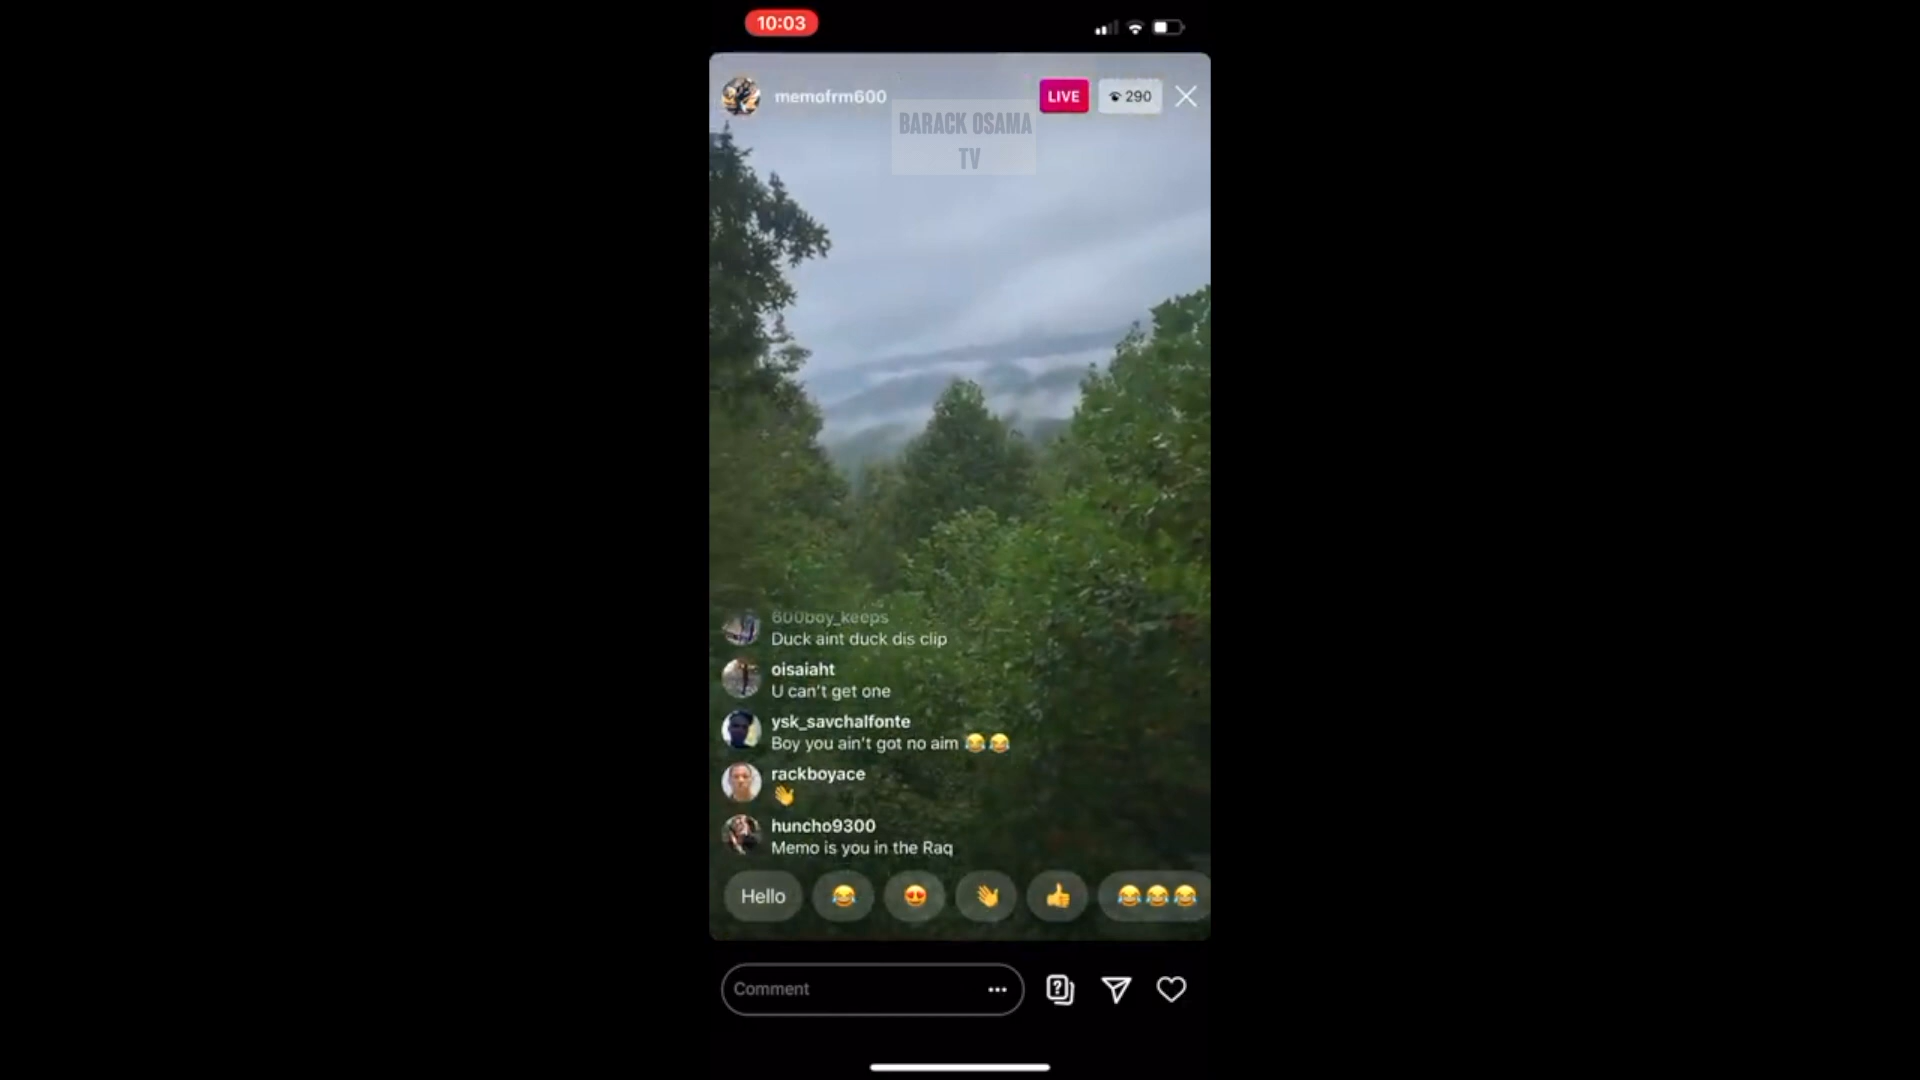 10:03
memofrm600
LIVE
290
BARACK OSAMA
TV
600boy_keeps
Duck aint duck dis clip
oisaiaht
U can't get one
ysk_savchalfonte
Boy you ain't got no aim 😂😂
rackboyace
👋
huncho9300
Memo is you in the Raq
Hello 😂 😍 👋 👍 😂😂😂
Comment